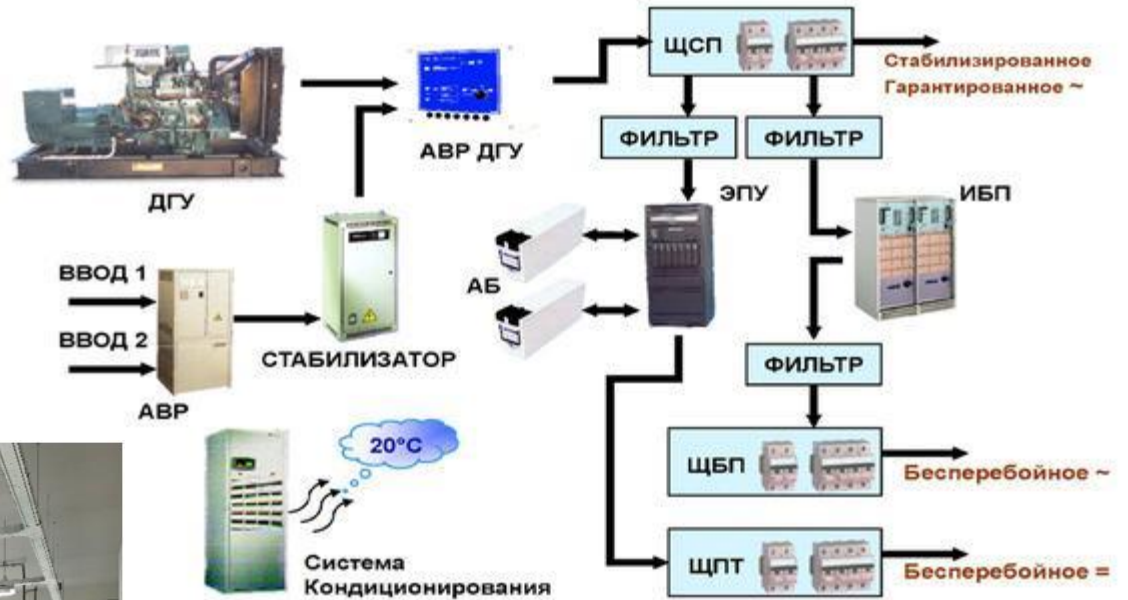 ЩСП
Стабилизированное
Гарантированное ~
ФИЛЬТР
ФИЛЬТР
АВР ДГУ
ДГУ
ЭПУ
ИБП
ВВОД 1
ВВОД 2
АБ
СТАБИЛИЗАТОР
АВР
ФИЛЬТР
20°C
ЩБП
Бесперебойное ~
Система
Кондиционирования
ЩПТ
Бесперебойное =